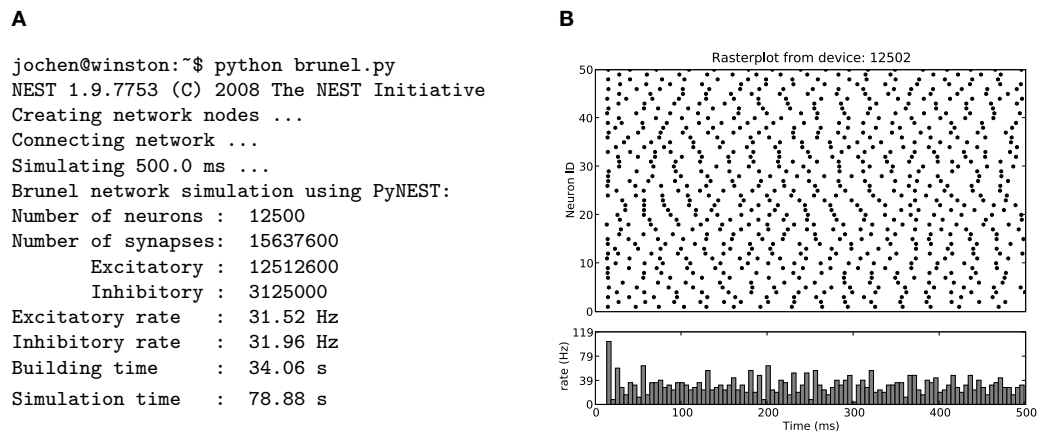 A
jochen@winston:~$ python brunel.py
NEST 1.9.7753 (C) 2008 The NEST Initiative
Creating network nodes ...
Connecting network ...
Simulating 500.0 ms ...
Brunel network simulation using PyNEST:
Number of neurons : 12500
Number of synapses: 15637600
Excitatory : 12512600
Inhibitory : 3125000
Excitatory rate : 31.52 Hz
Inhibitory rate : 31.96 Hz
Building time : 34.06 s
Simulation time : 78.88 s
B
Rasterplot from device: 12502
50
40
30
20
10
0
Neuron ID
119
79
39
0
rate (Hz)
0 100 200 300 400 500
Time (ms)